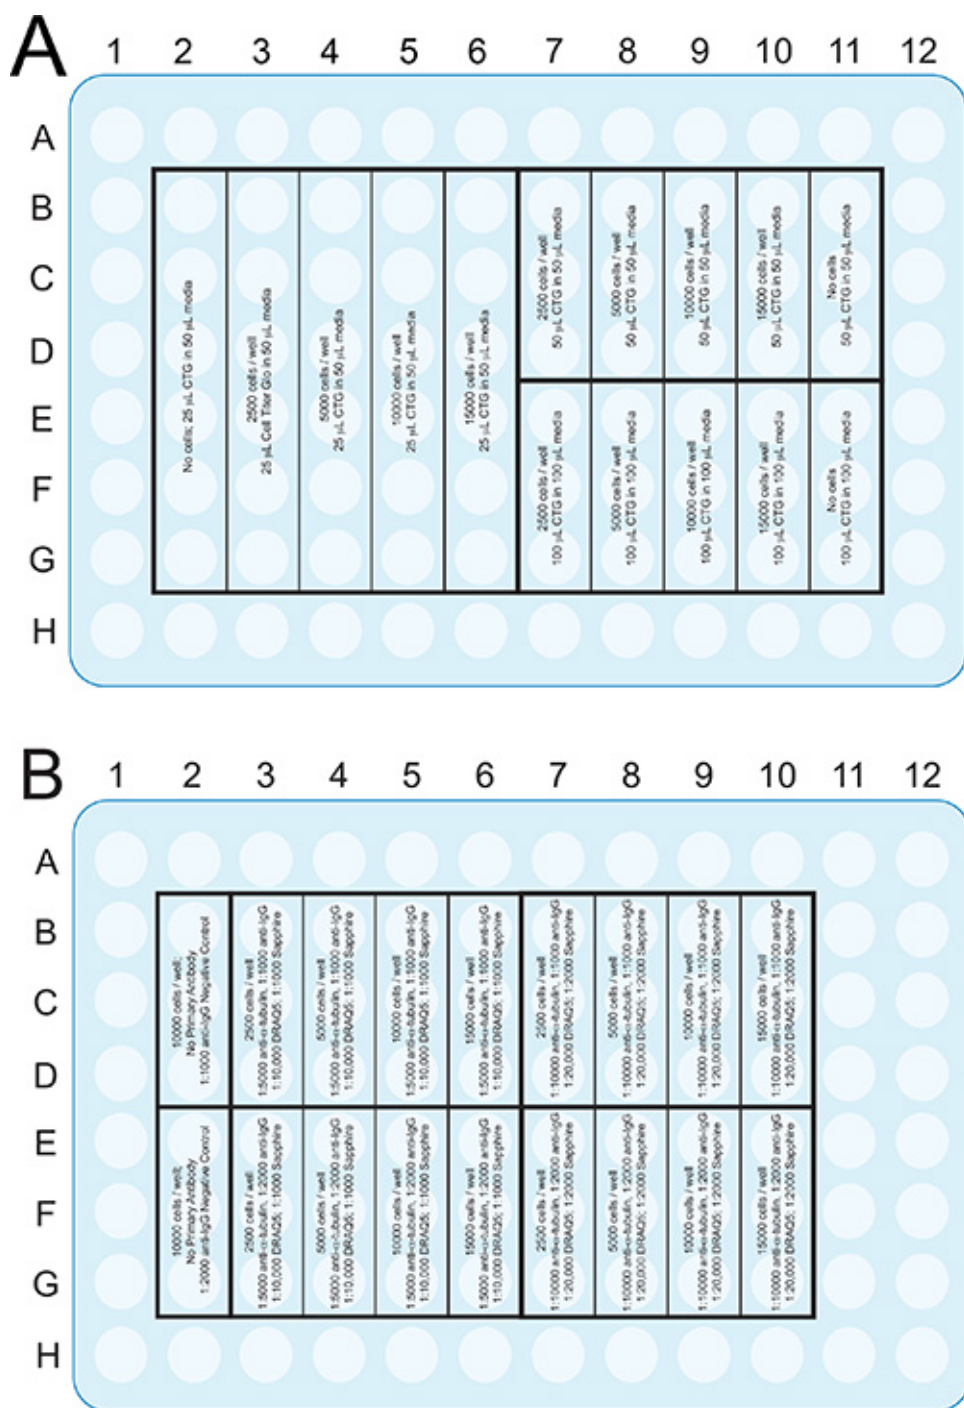 A
1 2 3 4 5 6 7 8 9 10 11 12
A
B
C
D
E
F
G
H
No cells; 25 µL CTG in 50 µL media
2500 cells / well
25 µL Cell Titer Glo in 50 µL media
5000 cells / well
25 µL CTG in 50 µL media
10000 cells / well
25 µL CTG in 50 µL media
15000 cells / well
25 µL CTG in 50 µL media
2500 cells / well
50 µL CTG in 50 µL media
5000 cells / well
50 µL CTG in 50 µL media
10000 cells / well
50 µL CTG in 50 µL media
15000 cells / well
50 µL CTG in 50 µL media
No cells
50 µL CTG in 50 µL media
2500 cells / well
100 µL CTG in 100 µL media
5000 cells / well
100 µL CTG in 100 µL media
10000 cells / well
100 µL CTG in 100 µL media
15000 cells / well
100 µL CTG in 100 µL media
No cells
100 µL CTG in 100 µL media
B
1 2 3 4 5 6 7 8 9 10 11 12
A
B
C
D
E
F
G
H
10000 cells / well;
No Primary Antibody
1:1000 anti-IgG Negative Control
2500 cells / well
1:5000 anti-α-tubulin, 1:1000 anti-IgG
1:10,000 DRAQ5; 1:1000 Sapphire
5000 cells / well
1:5000 anti-α-tubulin, 1:1000 anti-IgG
1:10,000 DRAQ5; 1:1000 Sapphire
10000 cells / well
1:5000 anti-α-tubulin, 1:1000 anti-IgG
1:10,000 DRAQ5; 1:1000 Sapphire
15000 cells / well
1:5000 anti-α-tubulin, 1:1000 anti-IgG
1:10,000 DRAQ5; 1:1000 Sapphire
2500 cells / well
1:10000 anti-α-tubulin, 1:1000 anti-IgG
1:20,000 DRAQ5; 1:2000 Sapphire
5000 cells / well
1:10000 anti-α-tubulin, 1:1000 anti-IgG
1:20,000 DRAQ5; 1:2000 Sapphire
10000 cells / well
1:10000 anti-α-tubulin, 1:1000 anti-IgG
1:20,000 DRAQ5; 1:2000 Sapphire
15000 cells / well
1:10000 anti-α-tubulin, 1:1000 anti-IgG
1:20,000 DRAQ5; 1:2000 Sapphire
10000 cells / well;
No Primary Antibody
1:2000 anti-IgG Negative Control
2500 cells / well
1:5000 anti-α-tubulin, 1:2000 anti-IgG
1:10,000 DRAQ5; 1:1000 Sapphire
5000 cells / well
1:5000 anti-α-tubulin, 1:2000 anti-IgG
1:10,000 DRAQ5; 1:1000 Sapphire
10000 cells / well
1:5000 anti-α-tubulin, 1:2000 anti-IgG
1:10,000 DRAQ5; 1:1000 Sapphire
15000 cells / well
1:5000 anti-α-tubulin, 1:2000 anti-IgG
1:10,000 DRAQ5; 1:1000 Sapphire
2500 cells / well
1:10000 anti-α-tubulin, 1:2000 anti-IgG
1:20,000 DRAQ5; 1:2000 Sapphire
5000 cells / well
1:10000 anti-α-tubulin, 1:2000 anti-IgG
1:20,000 DRAQ5; 1:2000 Sapphire
10000 cells / well
1:10000 anti-α-tubulin, 1:2000 anti-IgG
1:20,000 DRAQ5; 1:2000 Sapphire
15000 cells / well
1:10000 anti-α-tubulin, 1:2000 anti-IgG
1:20,000 DRAQ5; 1:2000 Sapphire